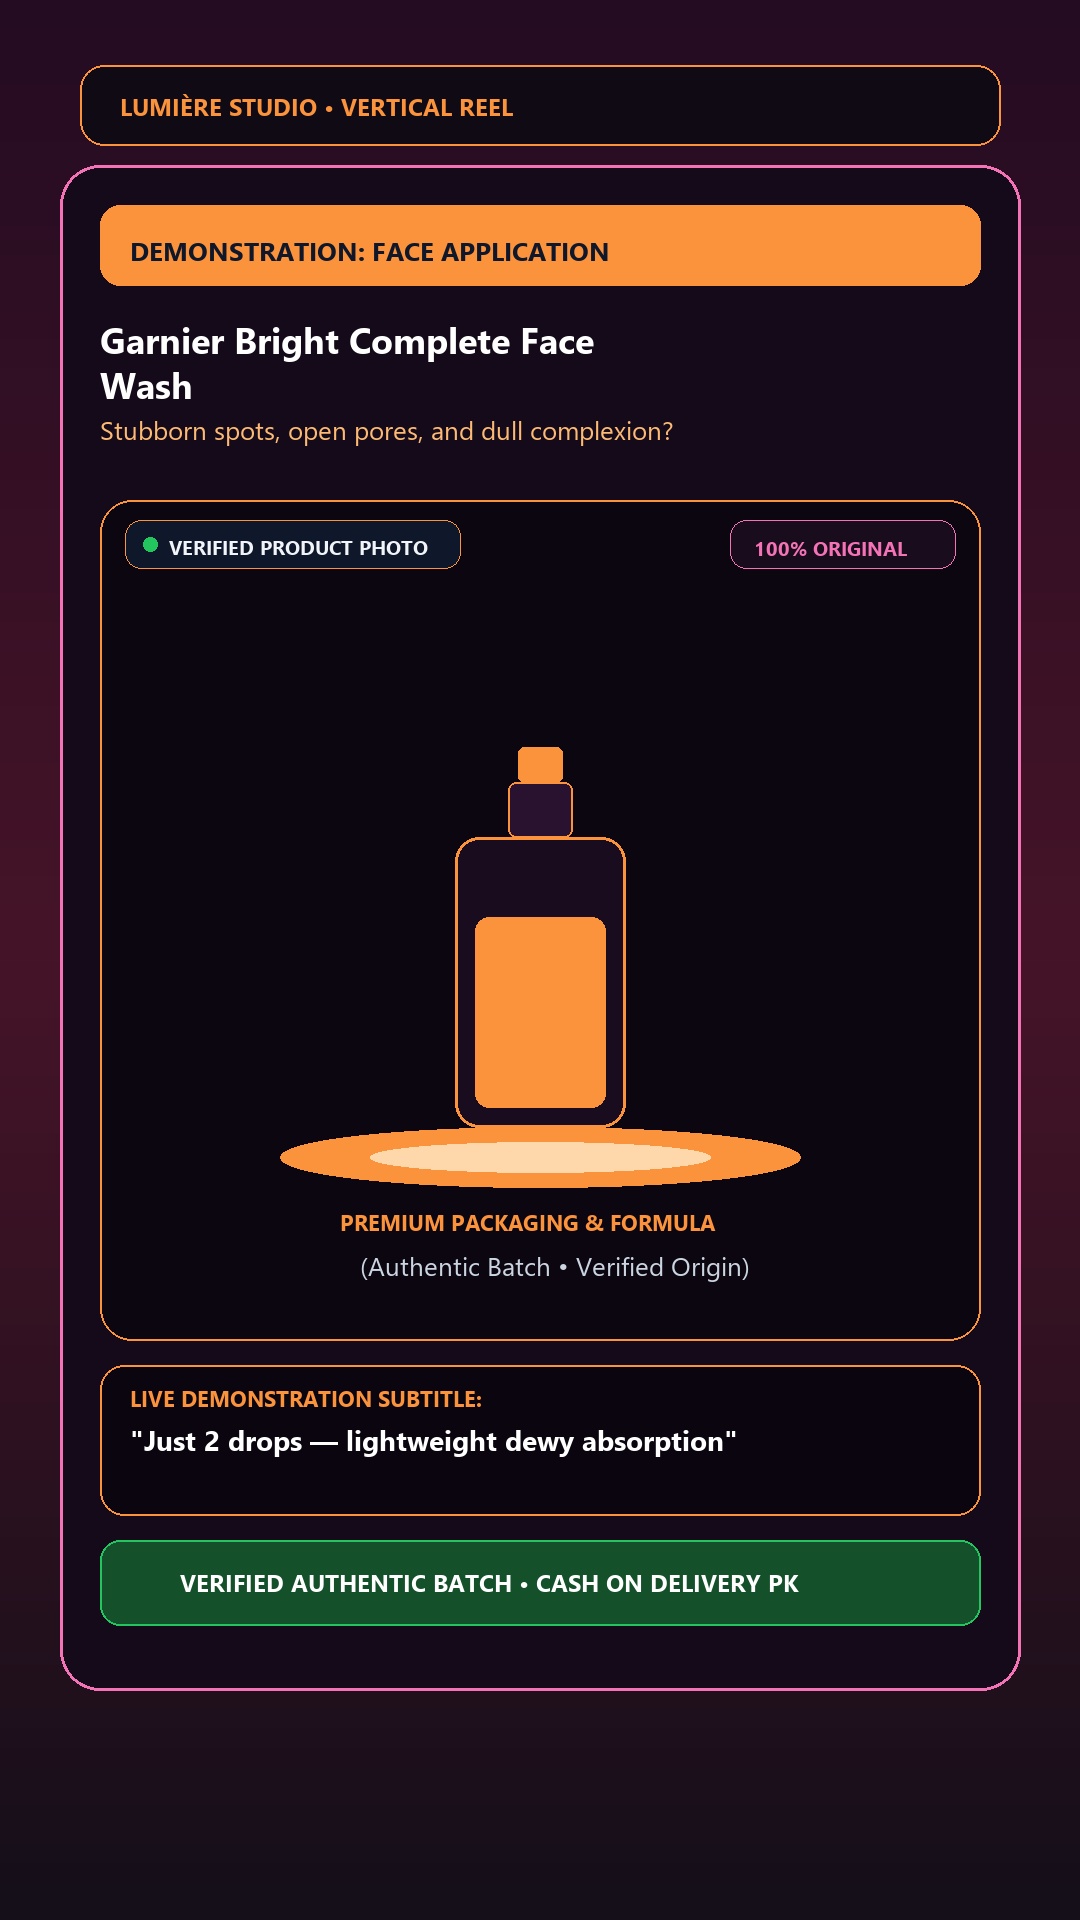 LUMIÈRE STUDIO • VERTICAL REEL
DEMONSTRATION: FACE APPLICATION
Garnier Bright Complete Face
Wash
Stubborn spots, open pores, and dull complexion?
VERIFIED PRODUCT PHOTO
100% ORIGINAL
PREMIUM PACKAGING & FORMULA
(Authentic Batch • Verified Origin)
LIVE DEMONSTRATION SUBTITLE:
"Just 2 drops — lightweight dewy absorption"
VERIFIED AUTHENTIC BATCH • CASH ON DELIVERY PK